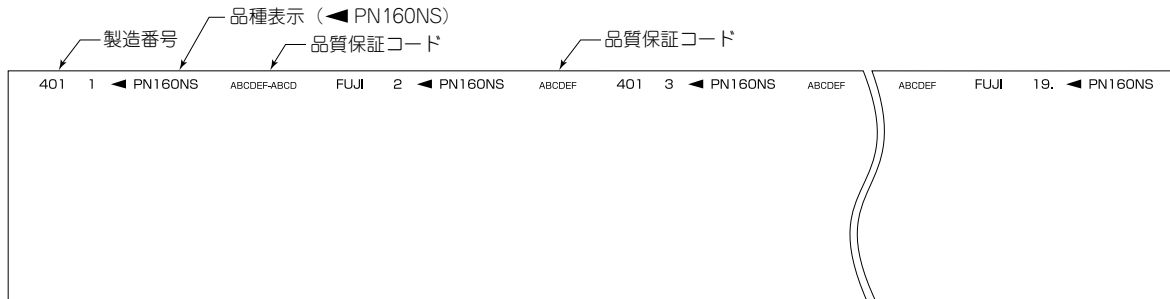 品種表示（◀ PN160NS）
製造番号
品質保証コード
品質保証コード
401 1 ◀ PN160NS ABCDEF-ABCD FUJI 2 ◀ PN160NS ABCDEF 401 3 ◀ PN160NS ABCDEF ABCDEF FUJI 19. ◀ PN160NS